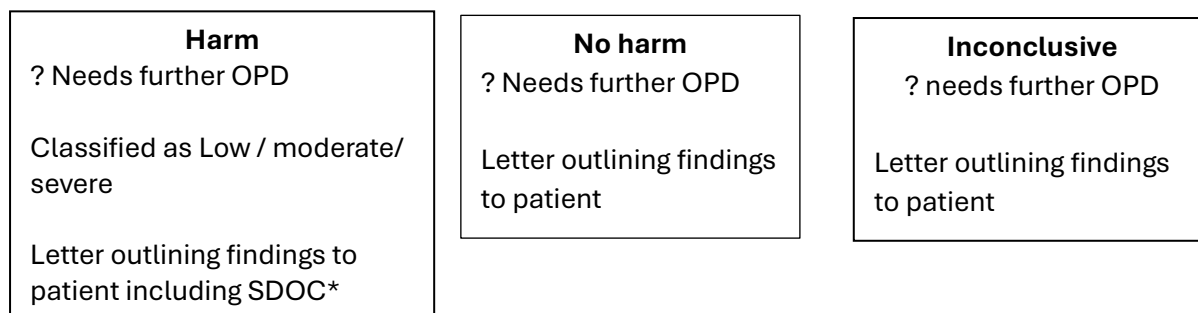 Harm
? Needs further OPD
Classified as Low / moderate/
severe
Letter outlining findings to
patient including SDOC*
No harm
? Needs further OPD
Letter outlining findings
to patient
Inconclusive
? needs further OPD
Letter outlining findings
to patient